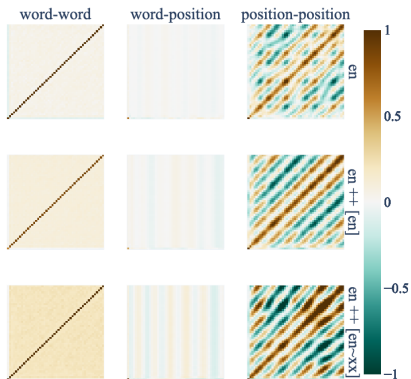 word-word word-position position-position
en
en ++ [en]
en ++ [en~xx]
1
0.5
0
−0.5
−1